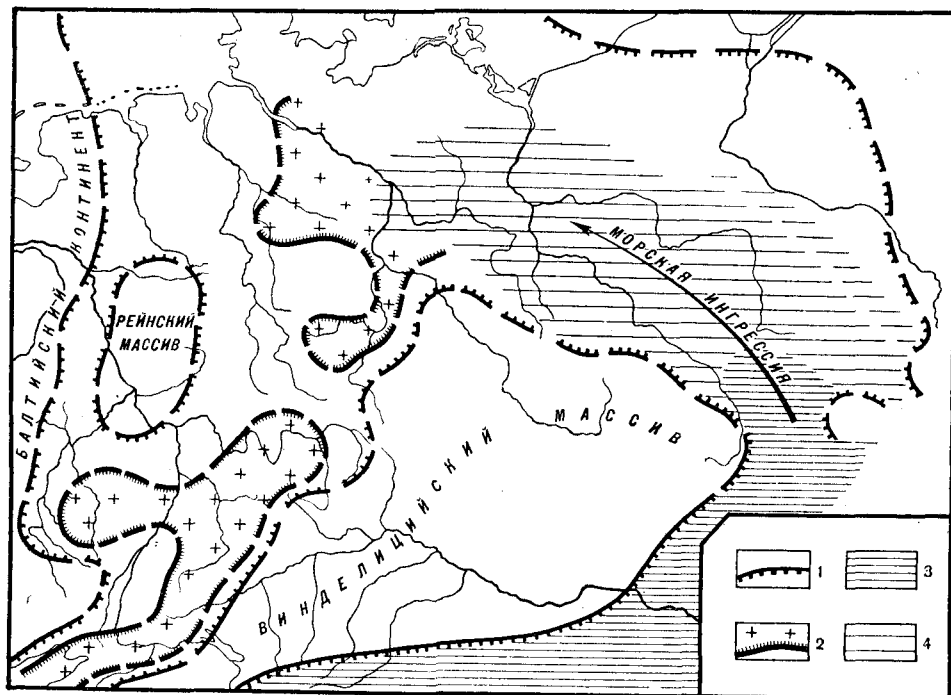 БАЛТИЙСКИЙ КОНТИНЕНТ
РЕЙНСКИЙ
МАССИВ
МОРСКАЯ ИНГРЕССИЯ
ВИНДЕЛИЦИЙСКИЙ МАССИВ
1
3
2
4